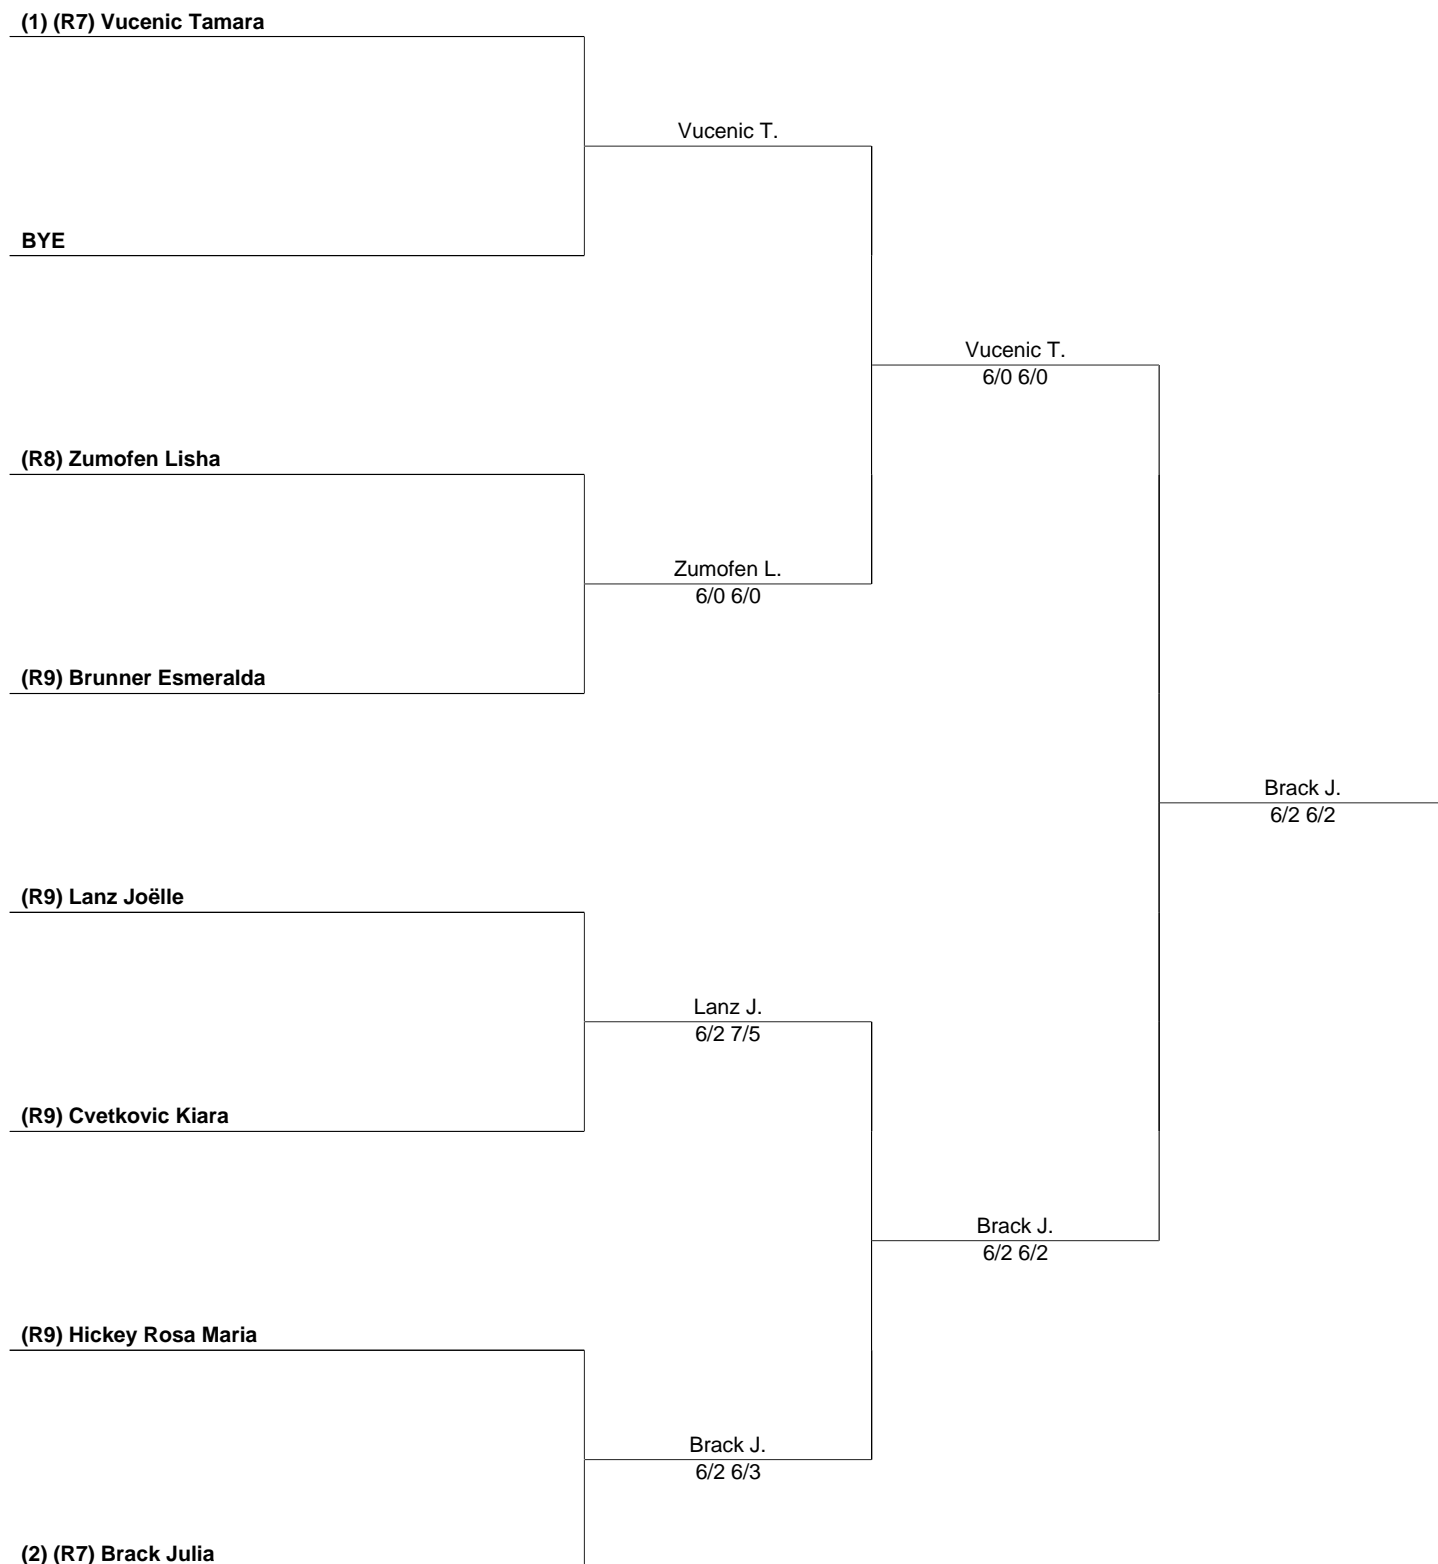 (1) (R7) Vucenic Tamara
Vucenic T.
BYE
Vucenic T.
6/0 6/0
(R8) Zumofen Lisha
Zumofen L.
6/0 6/0
(R9) Brunner Esmeralda
Brack J.
6/2 6/2
(R9) Lanz Joëlle
Lanz J.
6/2 7/5
(R9) Cvetkovic Kiara
Brack J.
6/2 6/2
(R9) Hickey Rosa Maria
Brack J.
6/2 6/3
(2) (R7) Brack Julia